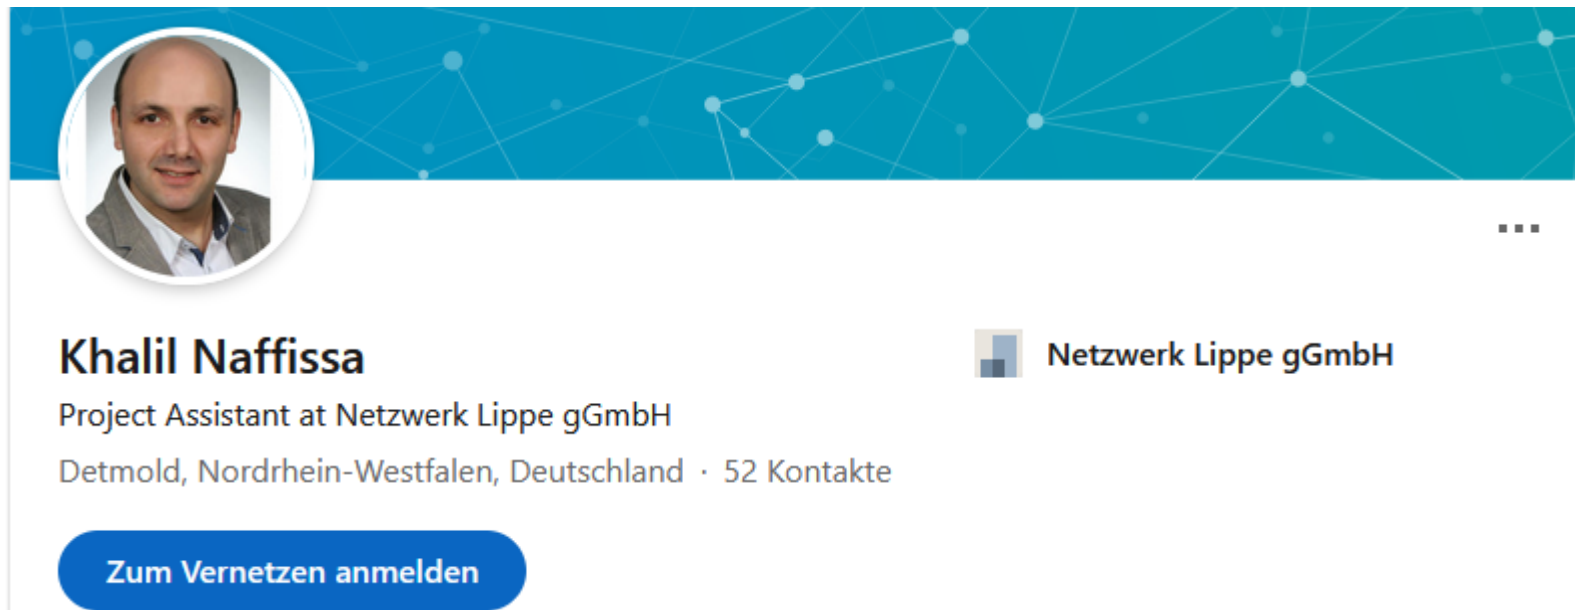 Khalil Naffissa
Netzwerk Lippe gGmbH
Project Assistant at Netzwerk Lippe gGmbH
Detmold, Nordrhein-Westfalen, Deutschland · 52 Kontakte
Zum Vernetzen anmelden